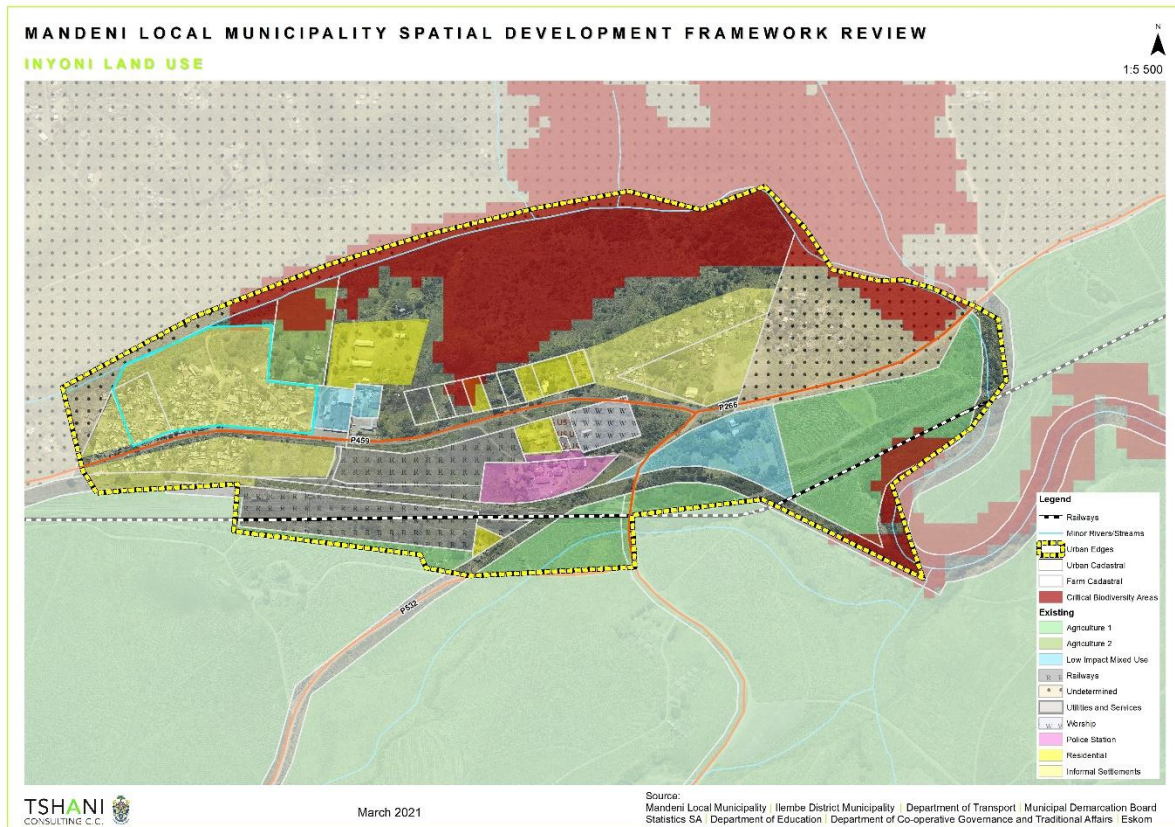 MANDENI LOCAL MUNICIPALITY SPATIAL DEVELOPMENT FRAMEWORK REVIEW
INYONI LAND USE
N
1:5 500
P459
P266
P532
Legend
Railways
Minor Rivers/Streams
Urban Edges
Urban Cadastral
Farm Cadastral
Critical Biodiversity Areas
Existing
Agriculture 1
Agriculture 2
Low Impact Mixed Use
Railways
Undetermined
Utilities and Services
Worship
Police Station
Residential
Informal Settlements
TSHANI
CONSULTING C.C.
March 2021
Source:
Mandeni Local Municipality | Ilembe District Municipality | Department of Transport | Municipal Demarcation Board
Statistics SA | Department of Education | Department of Co-operative Governance and Traditional Affairs | Eskom